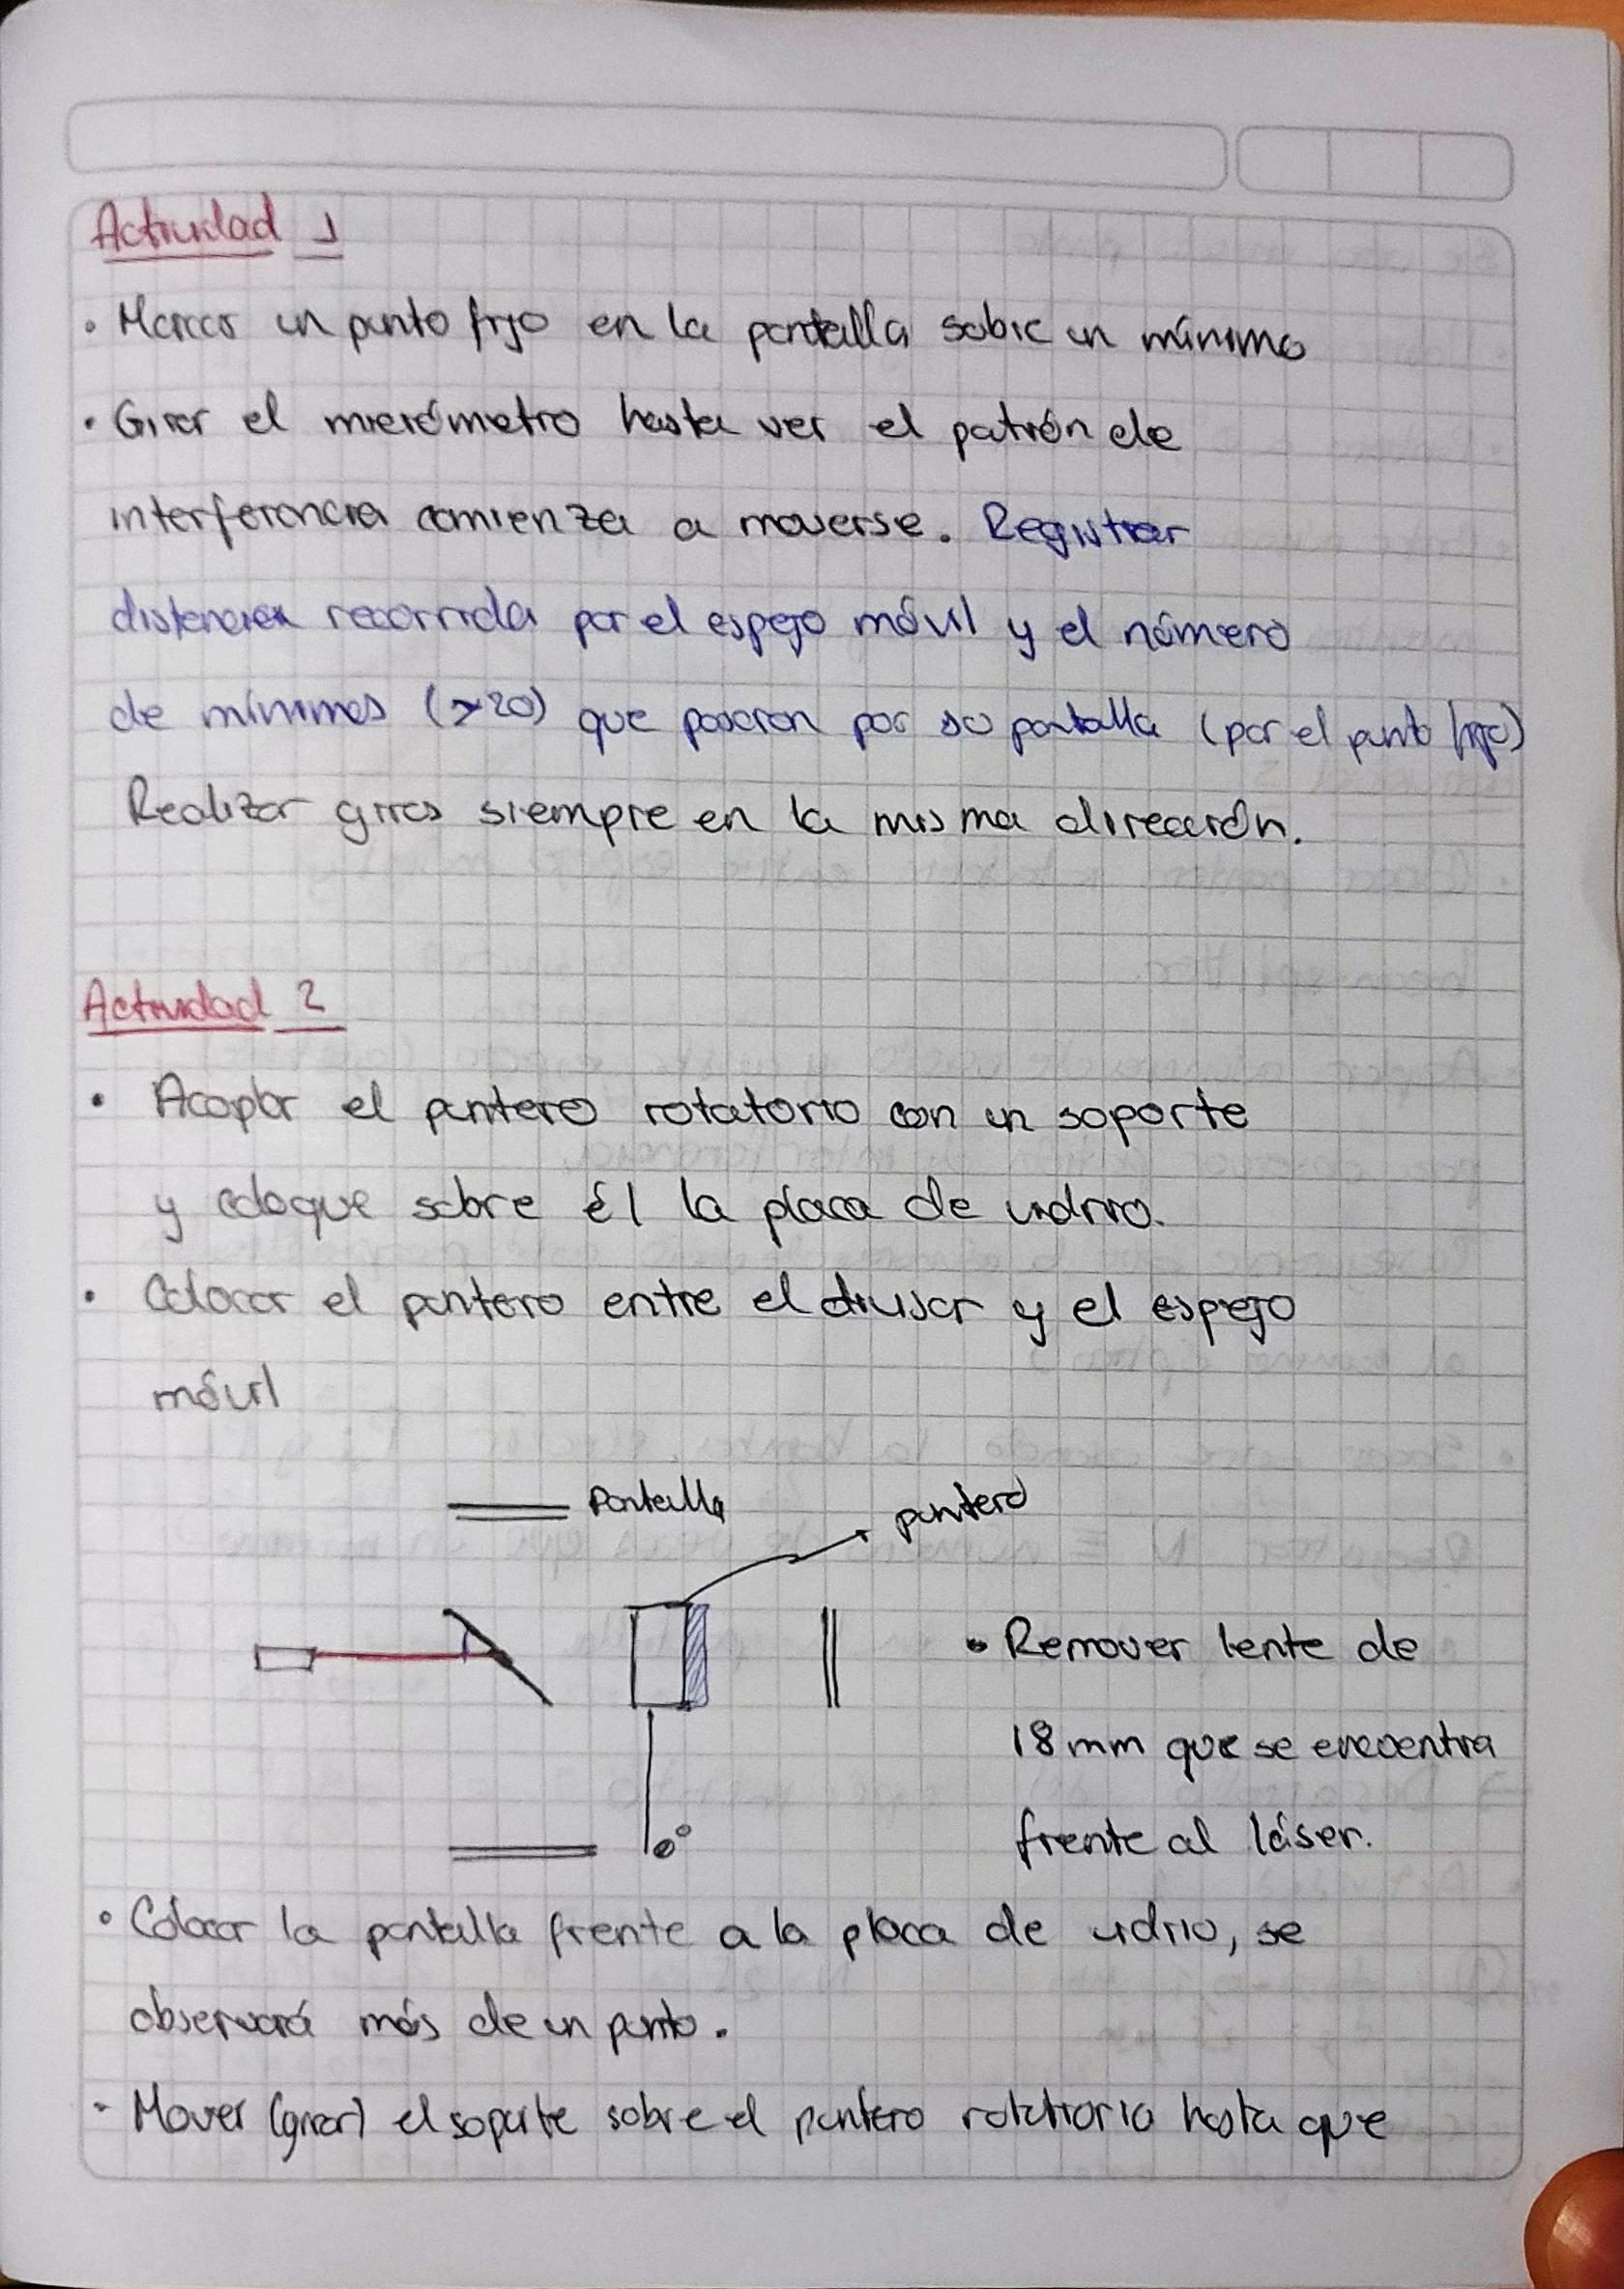 Actividad 1
• Marcar un punto fijo en la pantalla sobre un mínimo
• Girar el micrómetro hasta ver el patrón de
interferencia comienza a moverse. Registrar
distancia recorrida por el espejo móvil y el número
de mínimos (>20) que pasaron por su pantalla (por el punto fijo)
Realizar giros siempre en la misma dirección.
Actividad 2
• Acoplar el puntero rotatorio con un soporte
y coloque sobre él la placa de vidrio.
• Colocar el puntero entre el divisor y el espejo
móvil
Pantalla
puntero
• Remover lente de
18 mm que se encuentra
frente al láser.
0°
• Colocar la pantalla frente a la placa de vidrio, se
observará más de un punto.
- Mover (girar) el soporte sobre el puntero rotatiorio hasta que